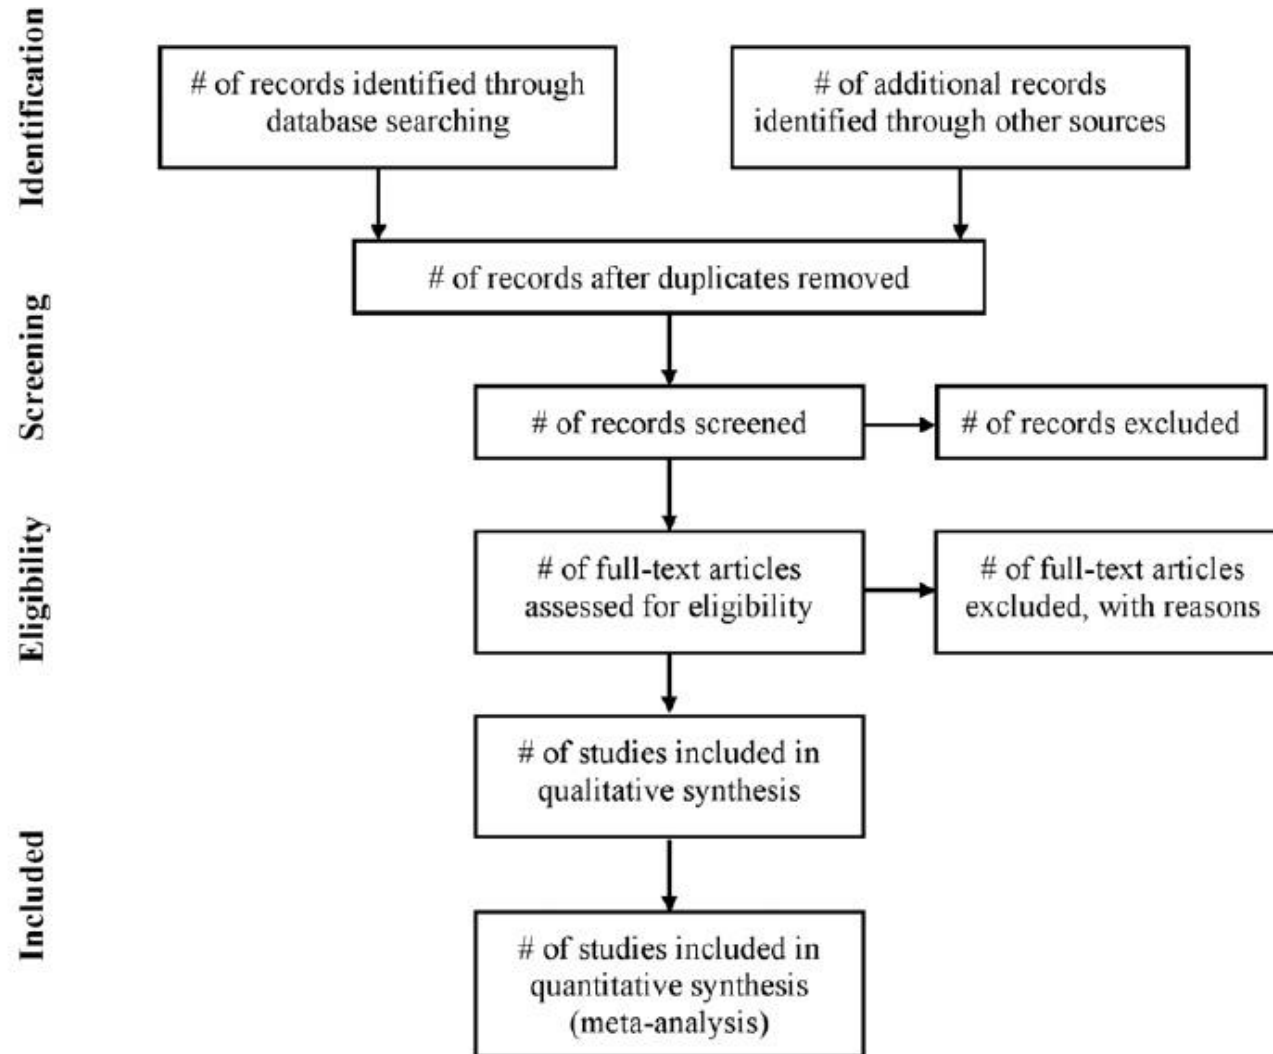 Identification
# of records identified through
database searching
# of additional records
identified through other sources
# of records after duplicates removed
Screening
# of records screened
# of records excluded
Eligibility
# of full-text articles
assessed for eligibility
# of full-text articles
excluded, with reasons
# of studies included in
qualitative synthesis
Included
# of studies included in
quantitative synthesis
(meta-analysis)